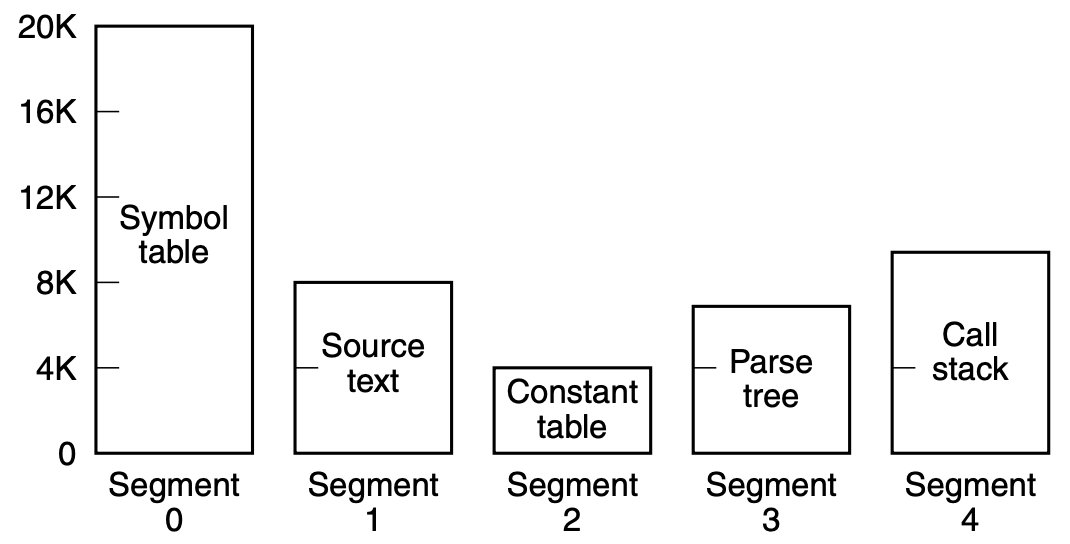 20K
16K
12K
8K
4K
0
Symbol
table
Source
text
Constant
table
Parse
tree
Call
stack
Segment
0
Segment
1
Segment
2
Segment
3
Segment
4